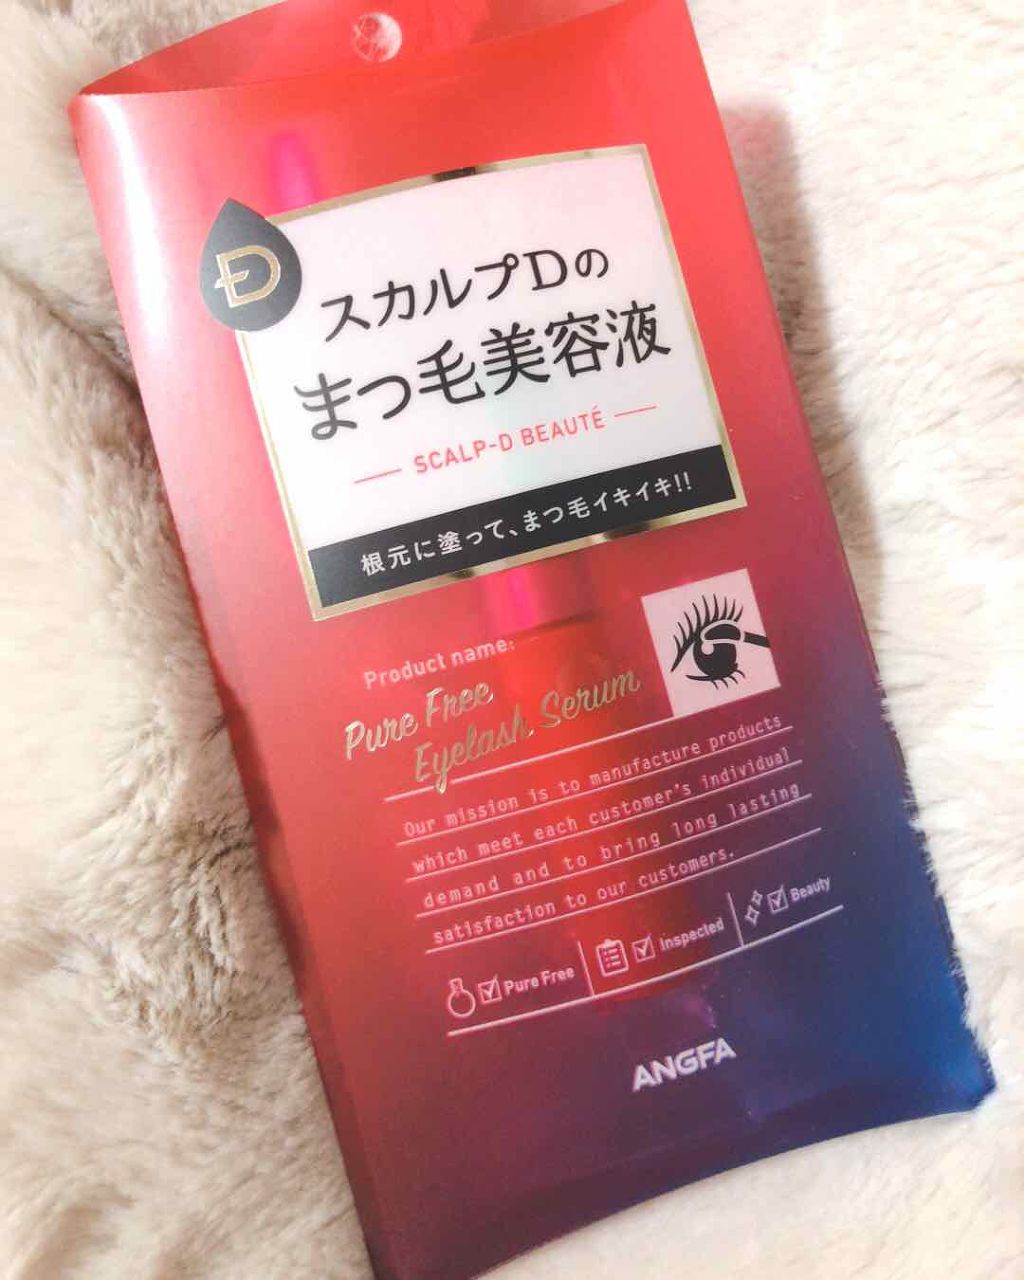 Ð
スカルプDの
まつ毛美容液
SCALP-D BEAUTÉ
根元に塗って、まつ毛イキイキ!!
Product name:
Pure Free
Eyelash Serum
Our mission is to manufacture products
which meet each customer's individual
demand and to bring long lasting
satisfaction to our customers.
Pure Free Inspected Beauty
ANGFA